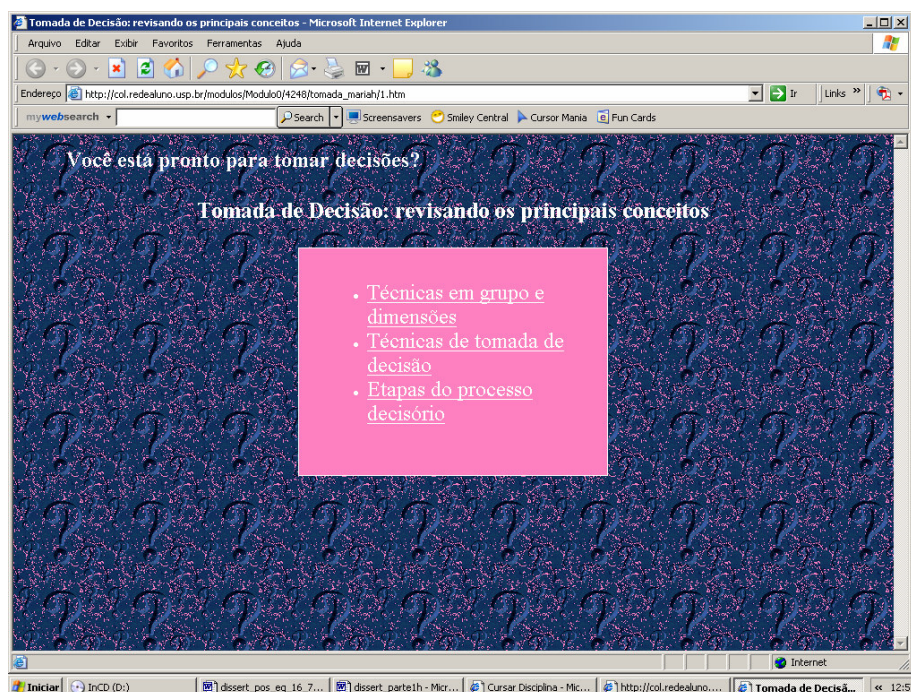 Tomada de Decisão: revisando os principais conceitos - Microsoft Internet Explorer
Arquivo Editar Exibir Favoritos Ferramentas Ajuda
Endereço http://col.redealuno.usp.br/modulos/Modulo0/4248/tomada_mariah/1.htm Ir Links »
mywebsearch Search Screensavers Smiley Central Cursor Mania Fun Cards
Você está pronto para tomar decisões?
Tomada de Decisão: revisando os principais conceitos
• Técnicas em grupo e
dimensões
• Técnicas de tomada de
decisão
• Etapas do processo
decisório
Internet
Iniciar InCD (D:) dissert_pos_eq_16_7... dissert_parte1h - Micr... Cursar Disciplina - Mic... http://col.redealuno.... Tomada de Decisã... « 12:5